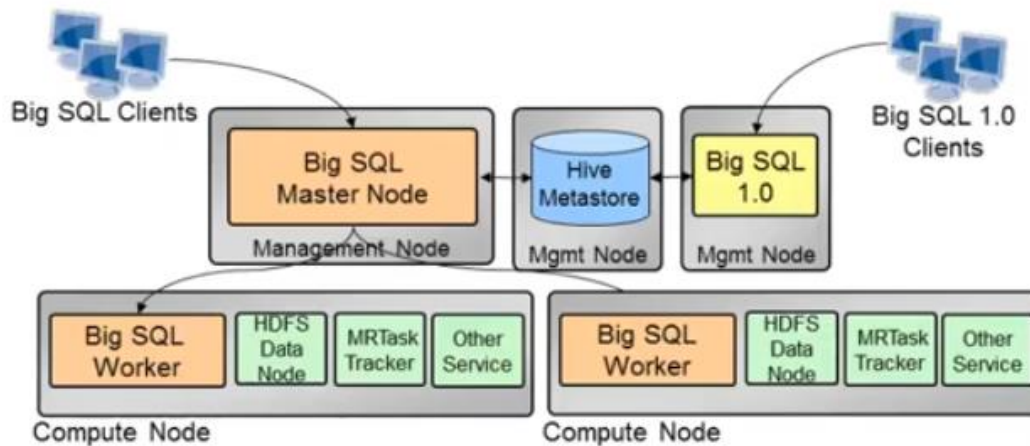 Big SQL Clients
Big SQL 1.0
Clients
Big SQL
Master Node
Management Node
Hive
Metastore
Mgmt Node
Big SQL
1.0
Mgmt Node
Big SQL
Worker
HDFS
Data
Node
MRTask
Tracker
Other
Service
Compute Node
Big SQL
Worker
HDFS
Data
Node
MRTask
Tracker
Other
Service
Compute Node